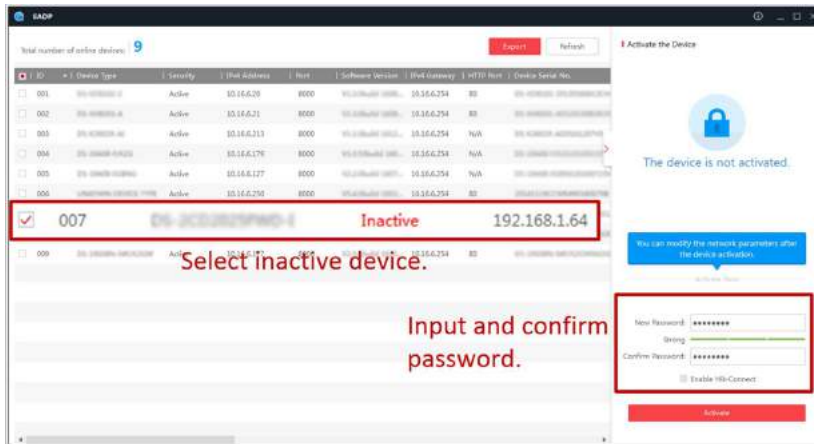 SADP
Total number of online devices: 9
Export
Refresh
ID Device Type Security IPv4 Address Port Software Version IPv4 Gateway HTTP Port Device Serial No.
001 Active 10.16.6.20 8000 10.16.6.254 80
002 Active 10.16.6.21 8000 10.16.6.254 80
003 Active 10.16.6.213 8000 10.16.6.254 N/A
004 Active 10.16.6.179 8000 10.16.6.254 N/A
005 Active 10.16.6.127 8000 10.16.6.254 N/A
006 Active 10.16.6.250 8000 10.16.6.254 80
007 Inactive 192.168.1.64
009 Active 8000 10.16.6.254 80
Select inactive device.
Input and confirm
password.
Activate the Device
The device is not activated.
You can modify the network parameters after
the device activation.
Activate Now
New Password: ••••••••
Strong
Confirm Password: ••••••••
Enable Hik-Connect
Activate